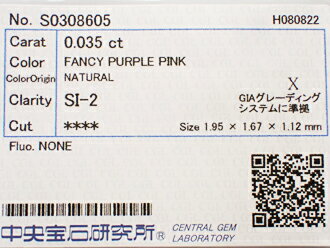 No. S0308605 H080822
Carat 0.035 ct
Color FANCY PURPLE PINK
ColorOrigin NATURAL
Clarity SI-2 X
GIAグレーディング
システムに準拠
Cut **** Size 1.95 × 1.67 × 1.12 mm
Fluo. NONE
中央宝石研究所® CENTRAL GEM
LABORATORY